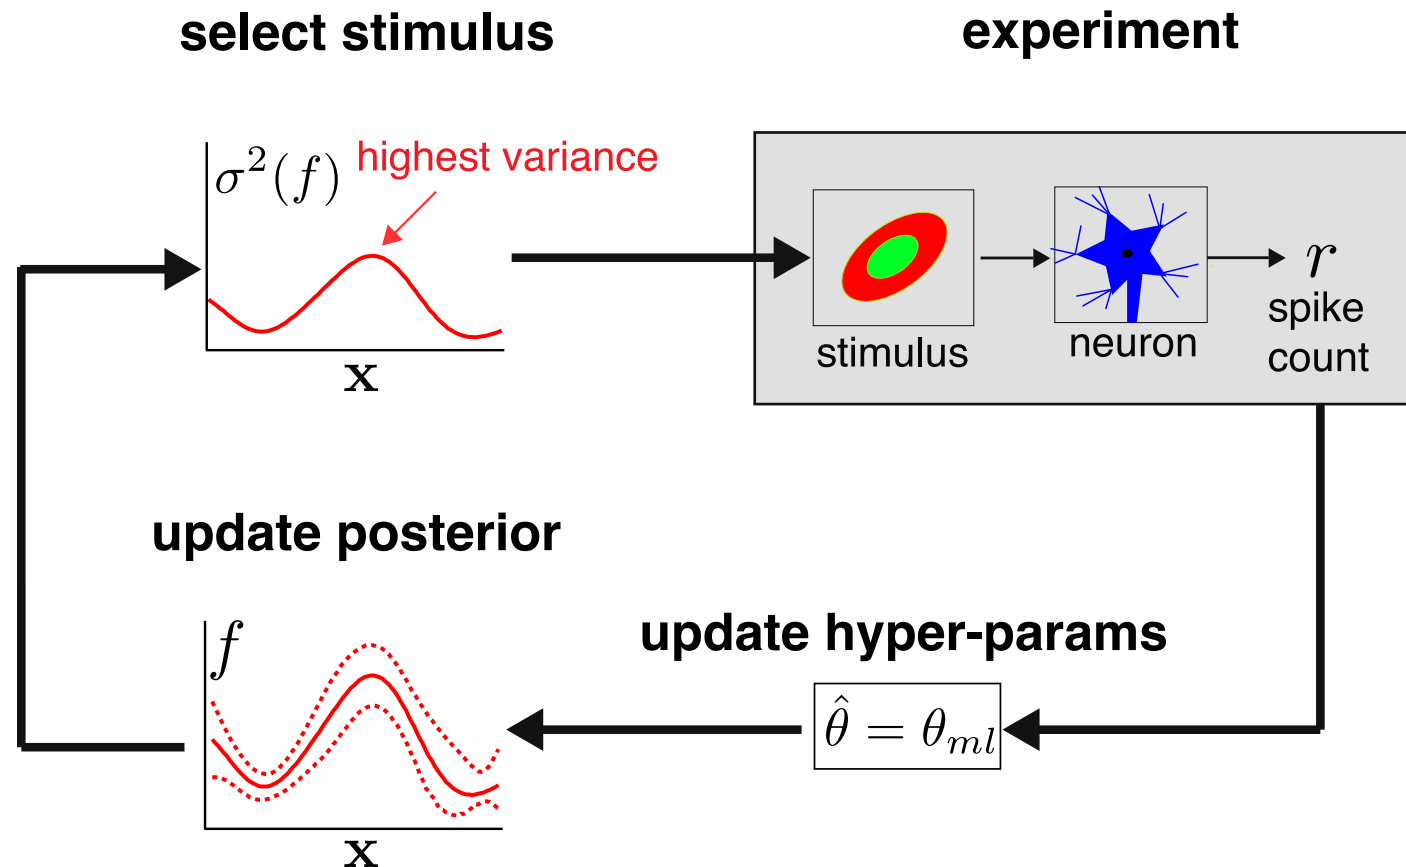 select stimulus
experiment
σ²(f)
highest variance
x
stimulus
neuron
r
spike
count
update posterior
update hyper-params
f
x
θ̂ = θ_ml